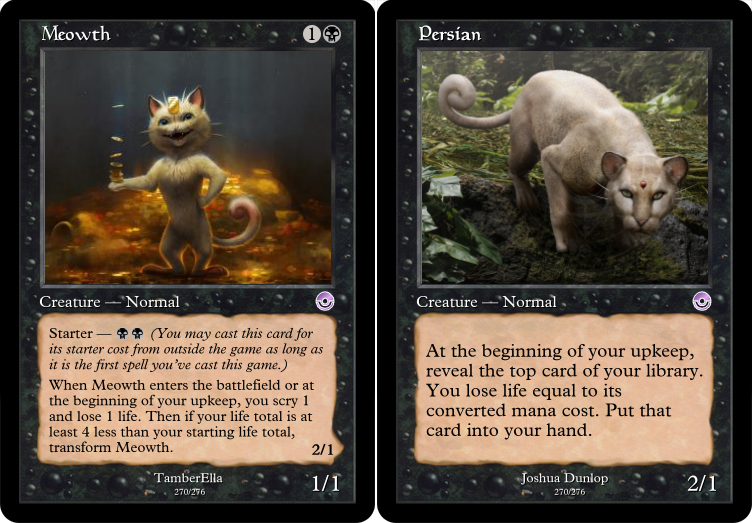 Meowth
1
Creature — Normal
Starter — (You may cast this card for
its starter cost from outside the game as long as
it is the first spell you've cast this game.)
When Meowth enters the battlefield or at
the beginning of your upkeep, you scry 1
and lose 1 life. Then if your life total is at
least 4 less than your starting life total,
transform Meowth.
2/1
TamberElla
270/276
1/1
Persian
Creature — Normal
At the beginning of your upkeep,
reveal the top card of your library.
You lose life equal to its
converted mana cost. Put that
card into your hand.
Joshua Dunlop
270/276
2/1